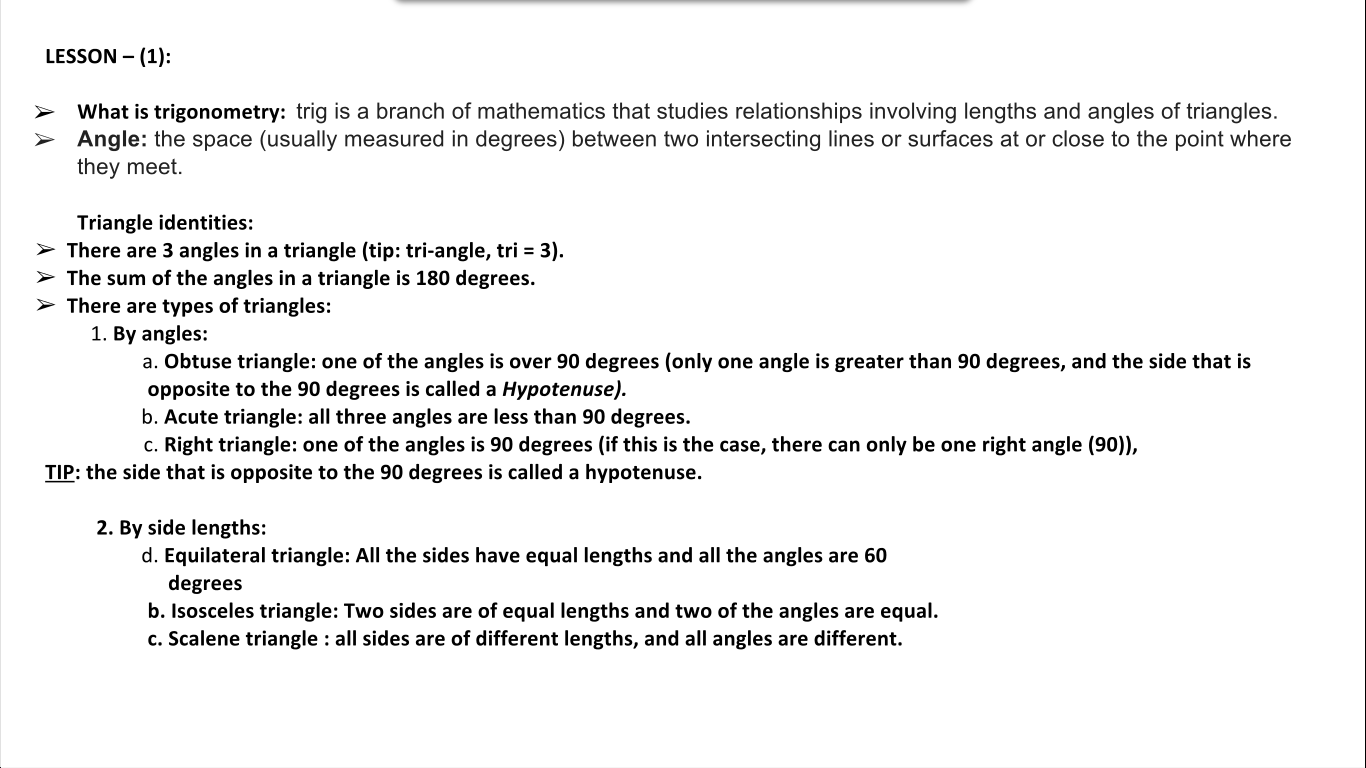 LESSON – (1):
➢ What is trigonometry: trig is a branch of mathematics that studies relationships involving lengths and angles of triangles.
➢ Angle: the space (usually measured in degrees) between two intersecting lines or surfaces at or close to the point where
they meet.
Triangle identities:
➢ There are 3 angles in a triangle (tip: tri-angle, tri = 3).
➢ The sum of the angles in a triangle is 180 degrees.
➢ There are types of triangles:
1. By angles:
a. Obtuse triangle: one of the angles is over 90 degrees (only one angle is greater than 90 degrees, and the side that is
opposite to the 90 degrees is called a Hypotenuse).
b. Acute triangle: all three angles are less than 90 degrees.
c. Right triangle: one of the angles is 90 degrees (if this is the case, there can only be one right angle (90)),
TIP: the side that is opposite to the 90 degrees is called a hypotenuse.
2. By side lengths:
d. Equilateral triangle: All the sides have equal lengths and all the angles are 60
degrees
b. Isosceles triangle: Two sides are of equal lengths and two of the angles are equal.
c. Scalene triangle : all sides are of different lengths, and all angles are different.